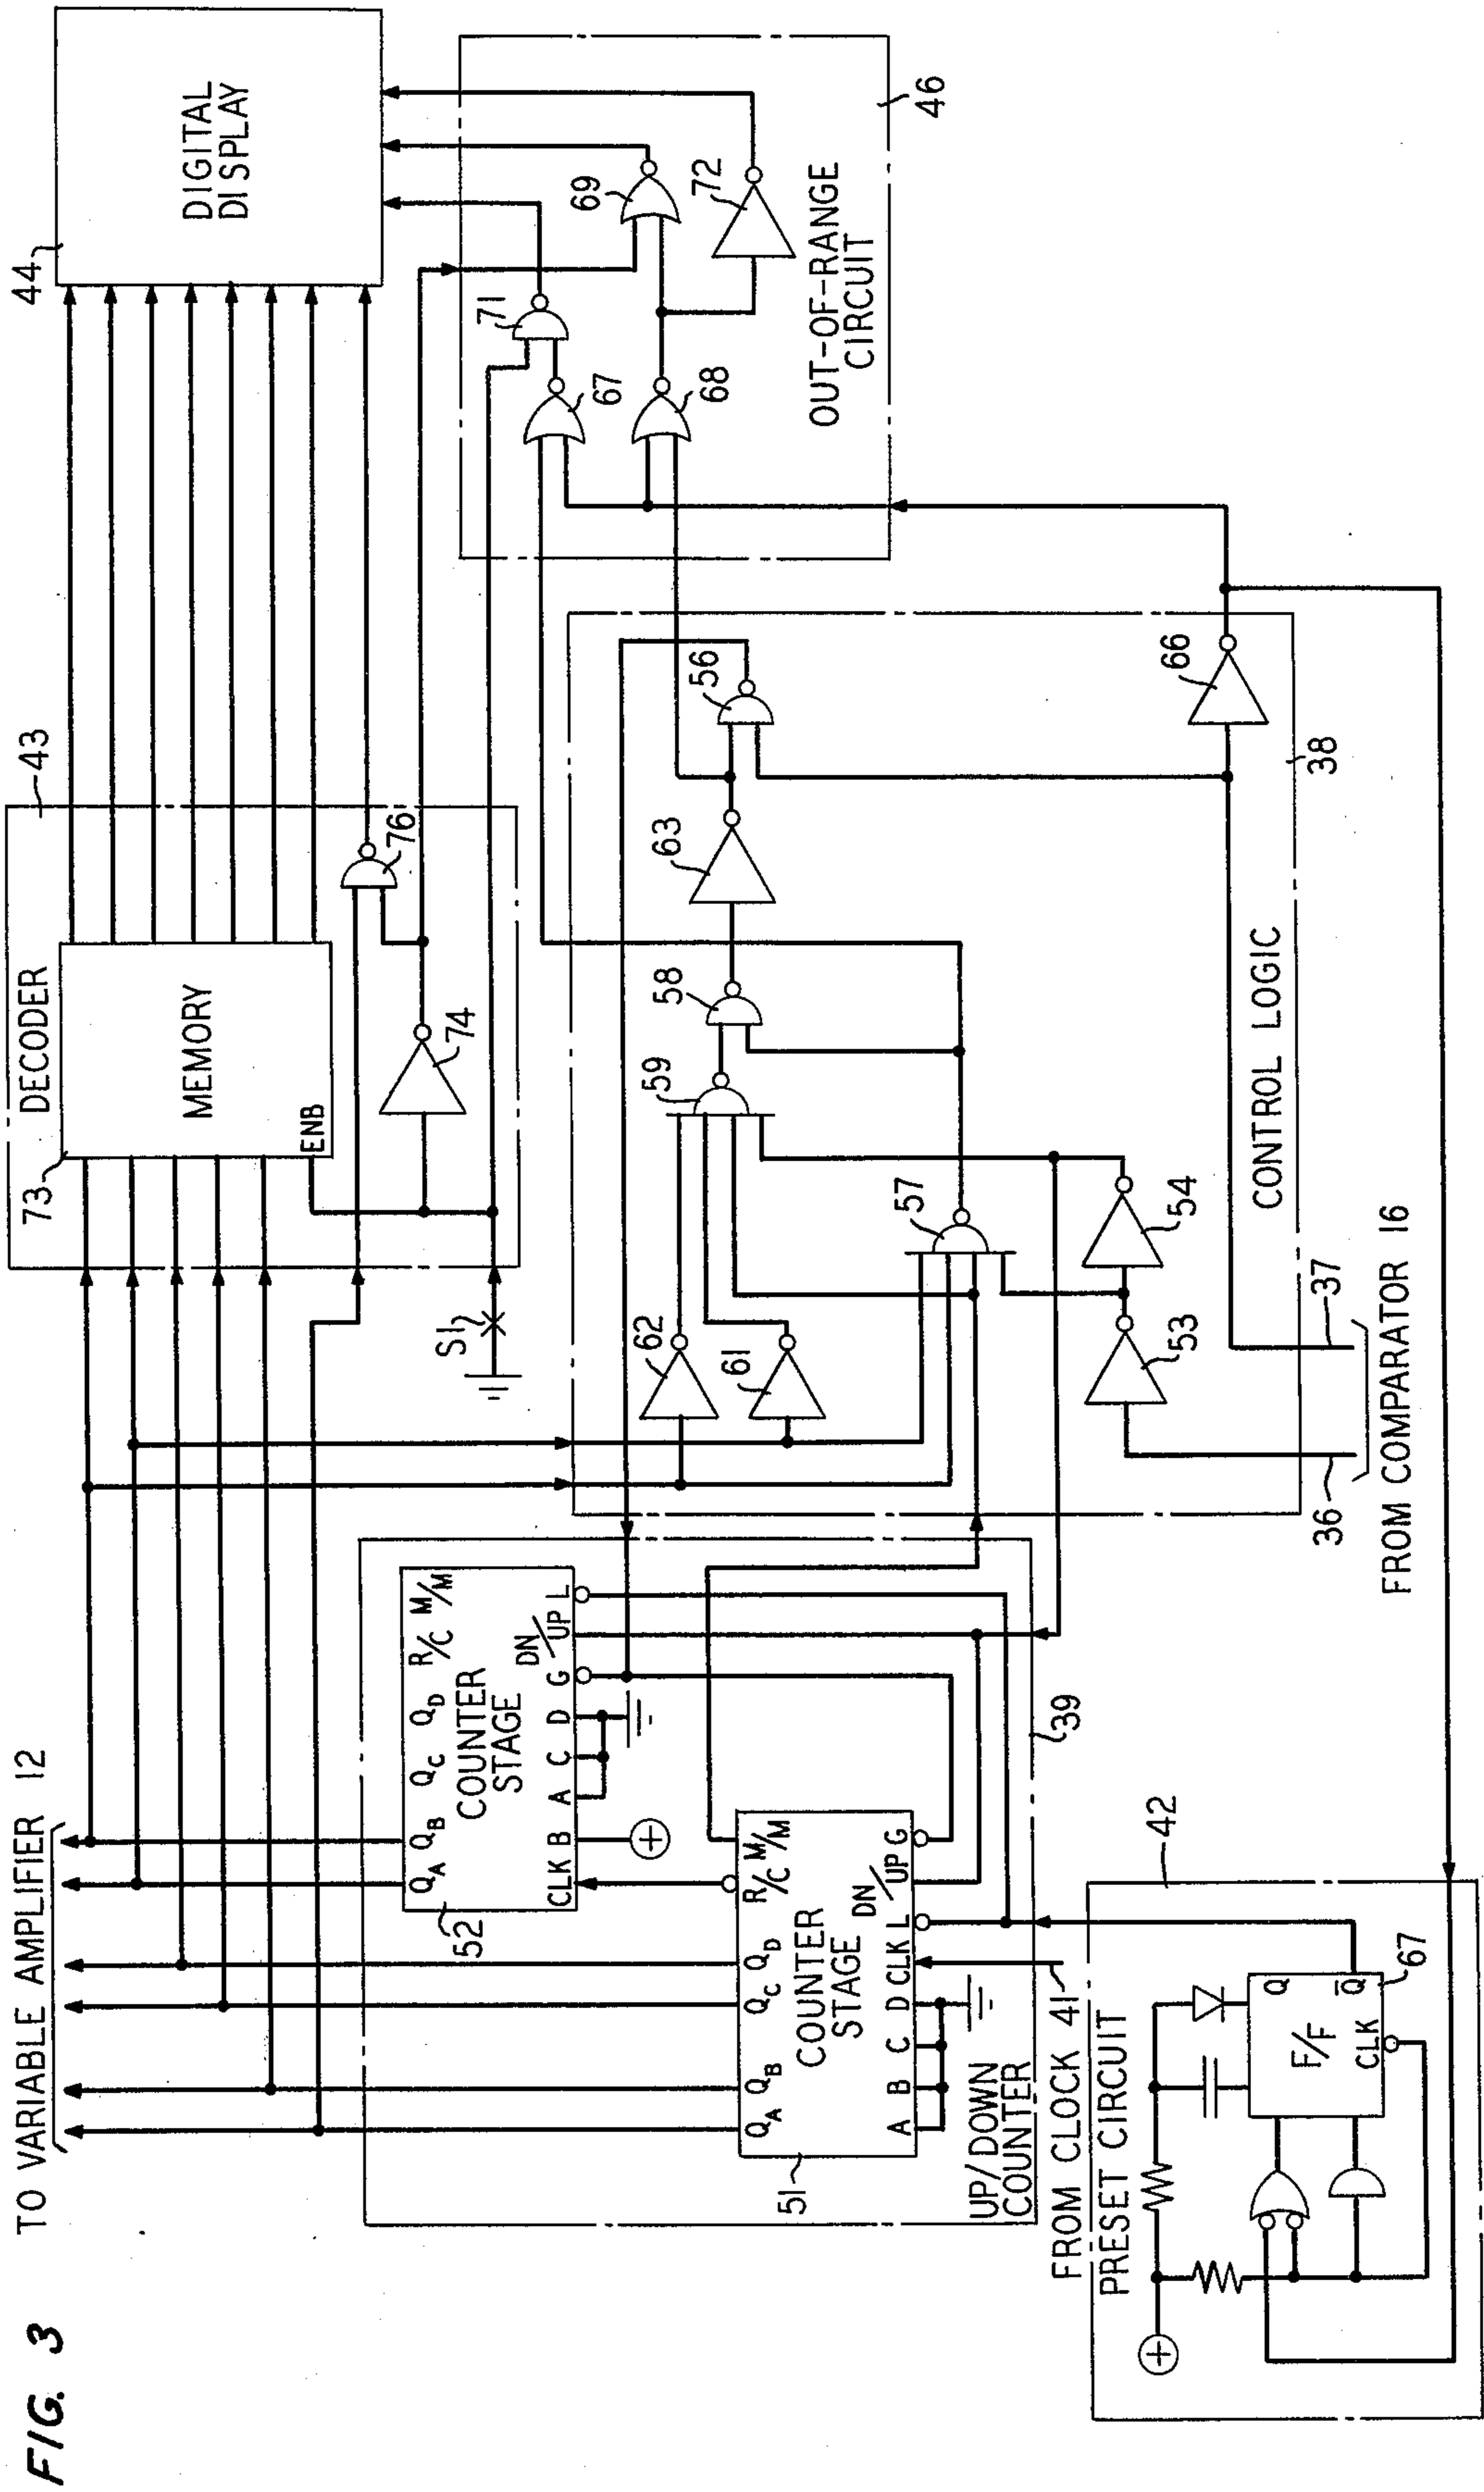 FIG. 3
TO VARIABLE AMPLIFIER 12
DECODER
43
73
MEMORY
ENB
74
76
S1
44
DIGITAL
DISPLAY
52
QA QB QC QD R/C M/M
COUNTER
STAGE
CLK B A C D G DN/UP L
51
QA QB QC QD R/C M/M
COUNTER
STAGE
A B C D CLK L DN/UP G
UP/DOWN
COUNTER
39
62
61
59
58
63
56
57
53
54
66
CONTROL LOGIC
38
36
37
FROM COMPARATOR 16
71
67
68
69
72
OUT-OF-RANGE
CIRCUIT
46
FROM CLOCK 41
PRESET CIRCUIT
42
F/F
Q
Q̅
CLK
67